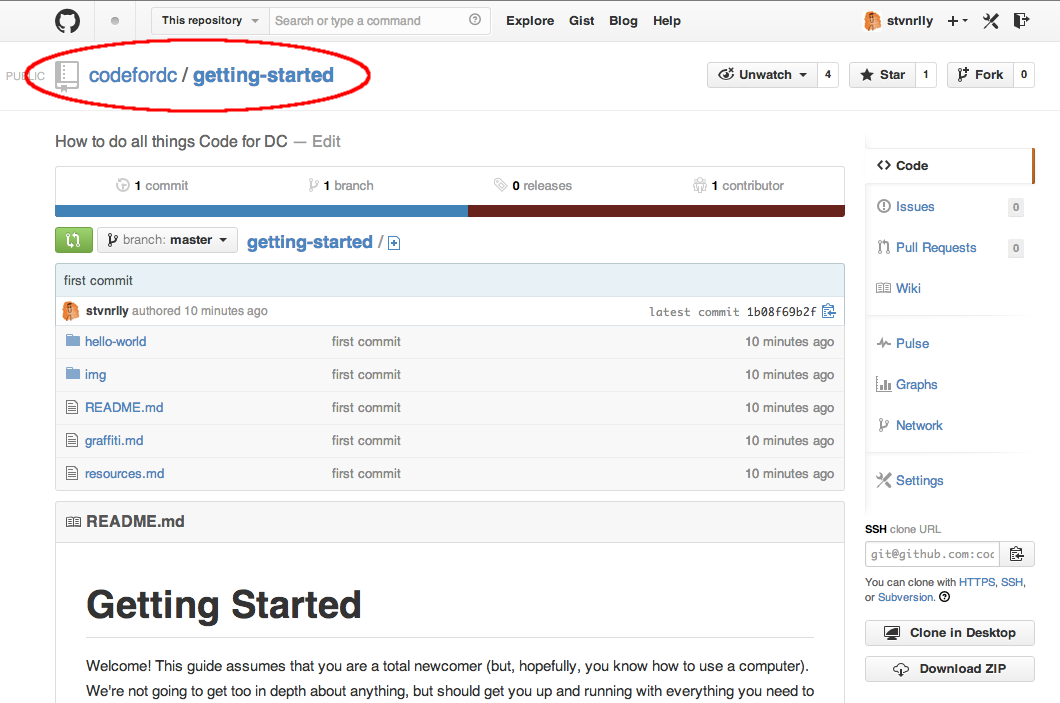 This repository Search or type a command Explore Gist Blog Help stvnrlly
PUBLIC codefordc / getting-started Unwatch 4 Star 1 Fork 0
How to do all things Code for DC — Edit
1 commit 1 branch 0 releases 1 contributor
branch: master getting-started /
first commit
stvnrlly authored 10 minutes ago latest commit 1b08f69b2f
hello-world first commit 10 minutes ago
img first commit 10 minutes ago
README.md first commit 10 minutes ago
graffiti.md first commit 10 minutes ago
resources.md first commit 10 minutes ago
README.md
Getting Started
Welcome! This guide assumes that you are a total newcomer (but, hopefully, you know how to use a computer).
We're not going to get too in depth about anything, but should get you up and running with everything you need to
Code
Issues 0
Pull Requests 0
Wiki
Pulse
Graphs
Network
Settings
SSH clone URL
git@github.com:coc
You can clone with HTTPS, SSH,
or Subversion.
Clone in Desktop
Download ZIP